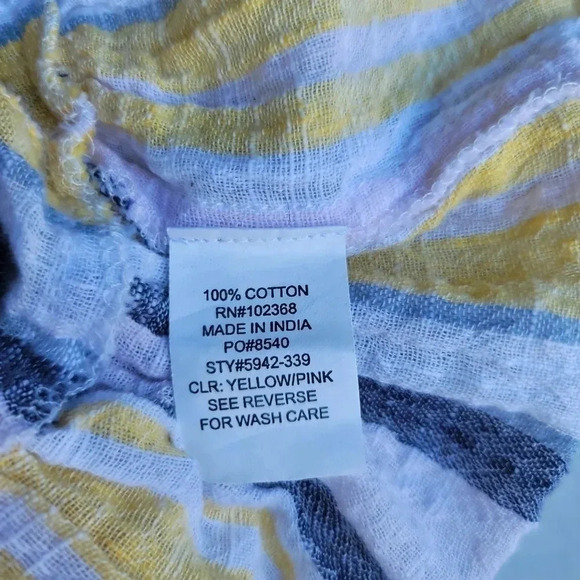 100% COTTON
RN#102368
MADE IN INDIA
PO#8540
STY#5942-339
CLR: YELLOW/PINK
SEE REVERSE
FOR WASH CARE